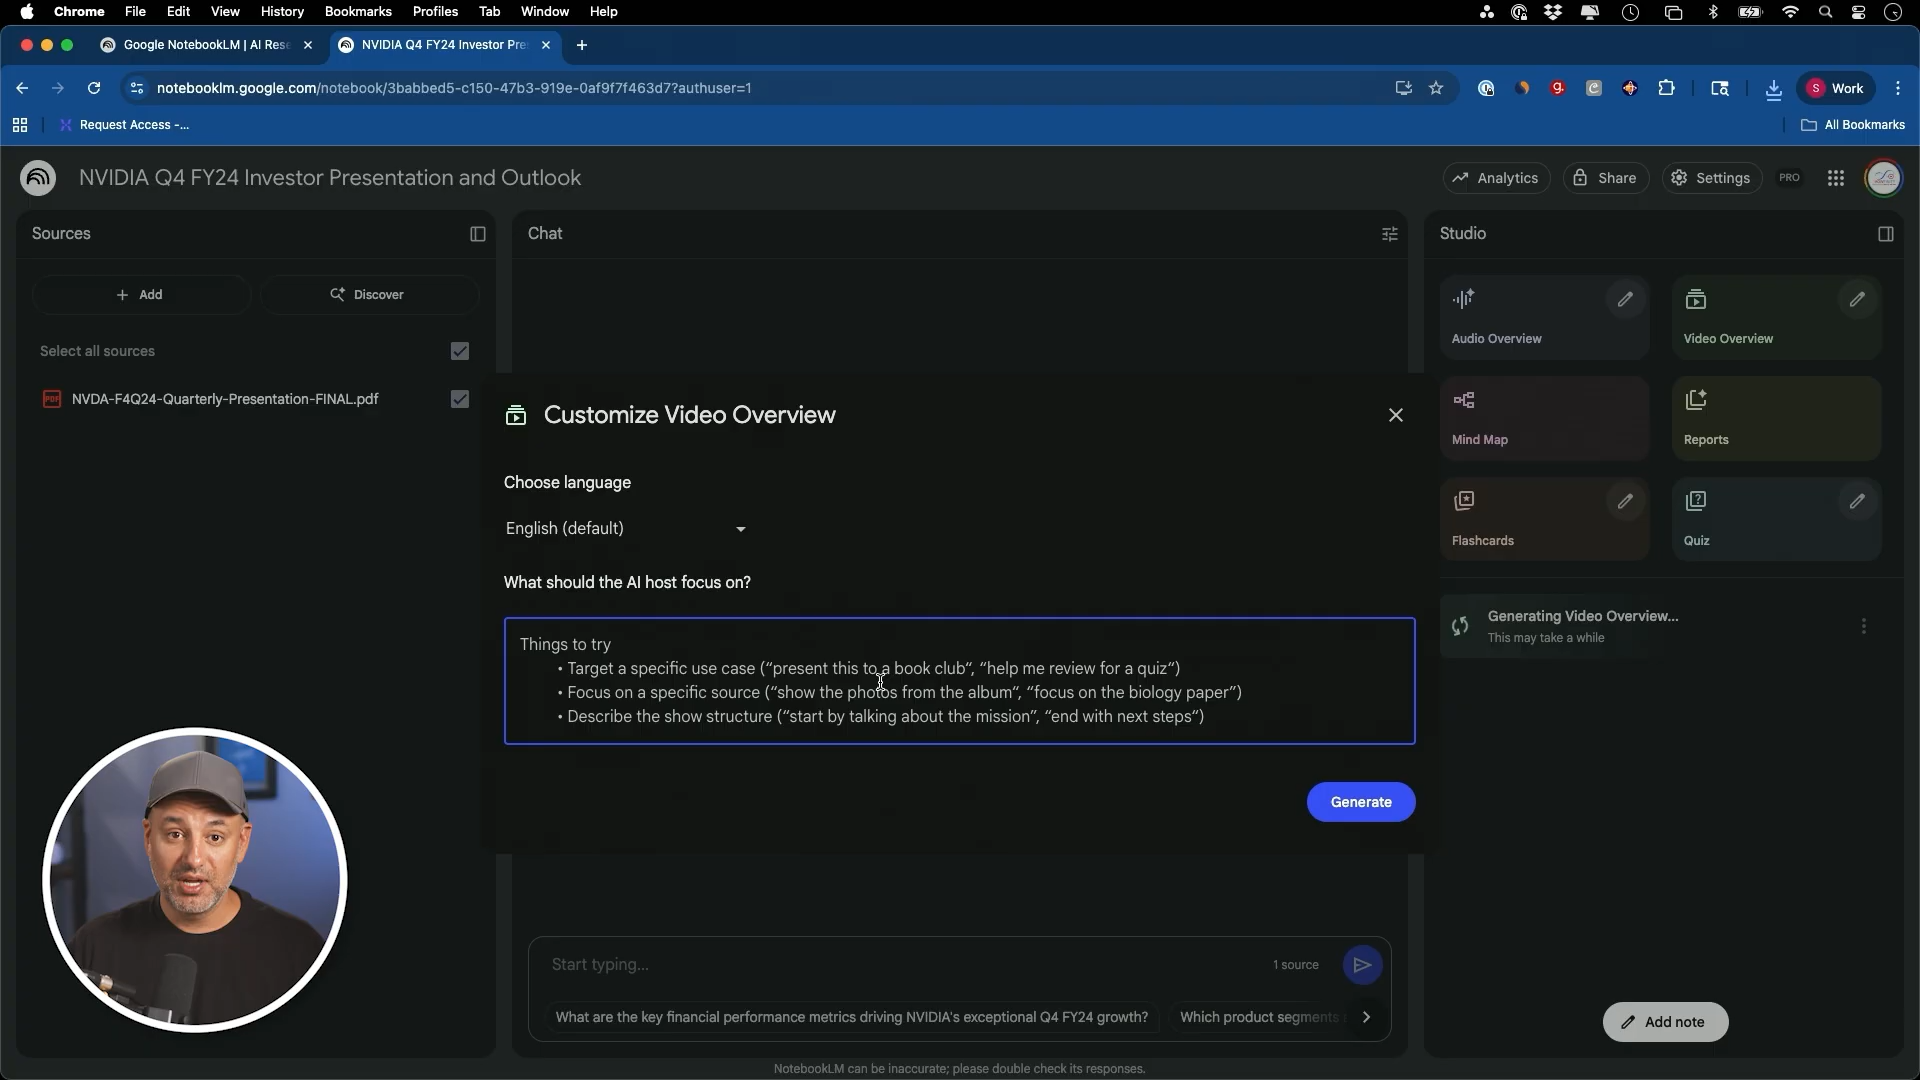 Chrome File Edit View History Bookmarks Profiles Tab Window Help
Google NotebookLM | AI Rese
NVIDIA Q4 FY24 Investor Pre
notebooklm.google.com/notebook/3babbed5-c150-47b3-919e-0af9f7f463d7?authuser=1
S Work
Request Access -...
All Bookmarks
NVIDIA Q4 FY24 Investor Presentation and Outlook
Analytics
Share
Settings
PRO
Sources
Add
Discover
Select all sources
PDF NVDA-F4Q24-Quarterly-Presentation-FINAL.pdf
Chat
Customize Video Overview
Choose language
English (default)
What should the AI host focus on?
Things to try
• Target a specific use case (“present this to a book club“, “help me review for a quiz“)
• Focus on a specific source (“show the photos from the album“, “focus on the biology paper”)
• Describe the show structure (“start by talking about the mission”, “end with next steps“)
Generate
Start typing...
1 source
What are the key financial performance metrics driving NVIDIA's exceptional Q4 FY24 growth?
Which product segments
NotebookLM can be inaccurate; please double check its responses.
Studio
Audio Overview
Video Overview
Mind Map
Reports
Flashcards
Quiz
Generating Video Overview...
This may take a while
Add note